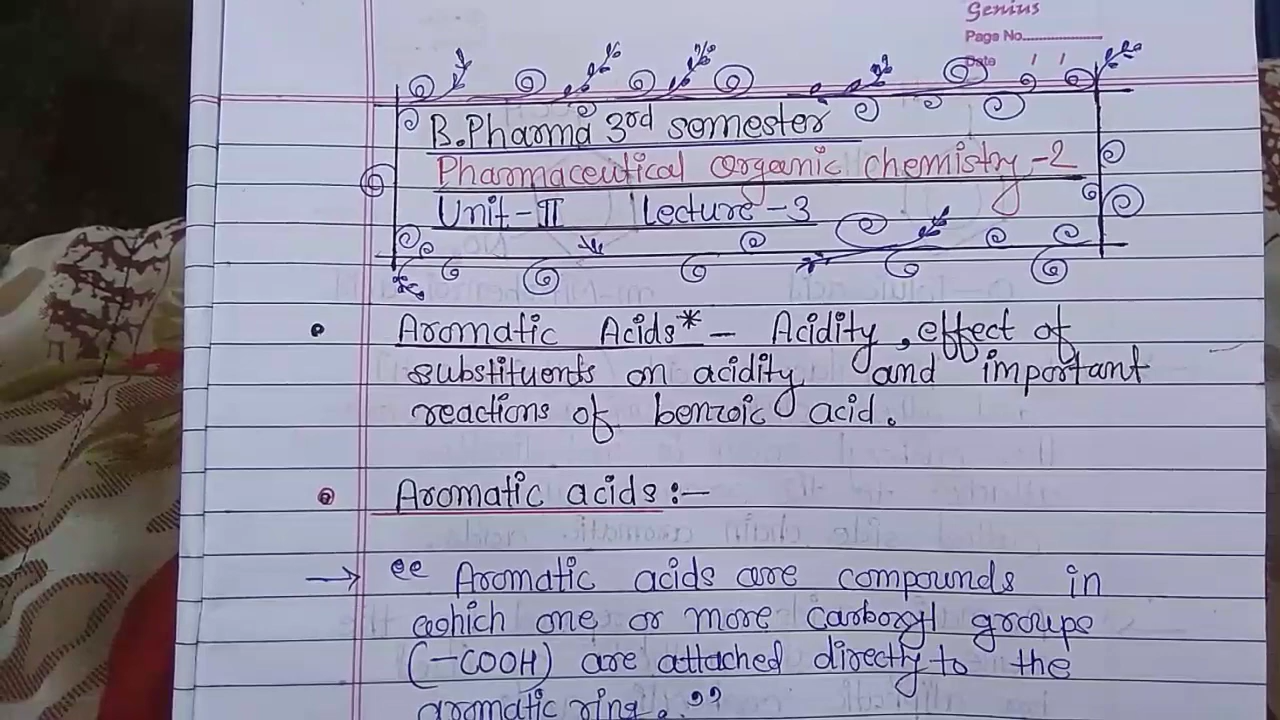 Genius
Page No.
Date / /
B.Pharma 3rd semester
Pharmaceutical Organic chemistry-2
Unit-II Lecture-3
• Aromatic Acids* - Acidity, effect of
substituents on acidity and important
reactions of benzoic acid.
Aromatic acids:-
→ “ Aromatic acids are compounds in
which one or more carboxyl groups
(-COOH) are attached directly to the
aromatic ring.”